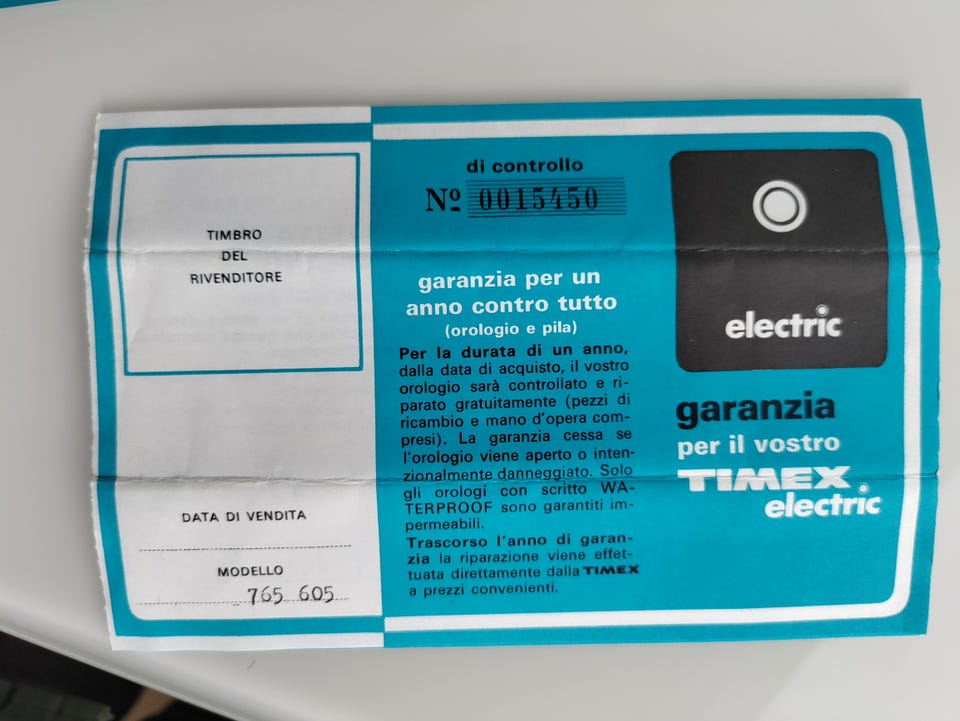 TIMBRO
DEL
RIVENDITORE
DATA DI VENDITA
MODELLO
765 605
di controllo
Nº 0015450
garanzia per un
anno contro tutto
(orologio e pila)
Per la durata di un anno,
dalla data di acquisto, il vostro
orologio sarà controllato e ri-
parato gratuitamente (pezzi di
ricambio e mano d'opera com-
presi). La garanzia cessa se
l'orologio viene aperto o inten-
zionalmente danneggiato. Solo
gli orologi con scritto WA-
TERPROOF sono garantiti im-
permeabili.
Trascorso l'anno di garan-
zia la riparazione viene effet-
tuata direttamente dalla TIMEX
a prezzi convenienti.
electric
garanzia
per il vostro
TIMEX
electric